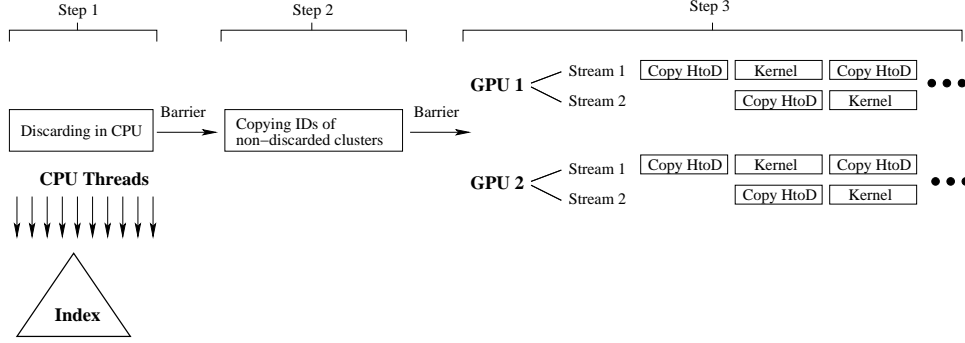 Step 1
Step 2
Step 3
Discarding in CPU
Barrier
Copying IDs of
non−discarded clusters
Barrier
GPU 1
Stream 1
Copy HtoD
Kernel
Copy HtoD
Stream 2
Copy HtoD
Kernel
GPU 2
Stream 1
Copy HtoD
Kernel
Copy HtoD
Stream 2
Copy HtoD
Kernel
CPU Threads
Index